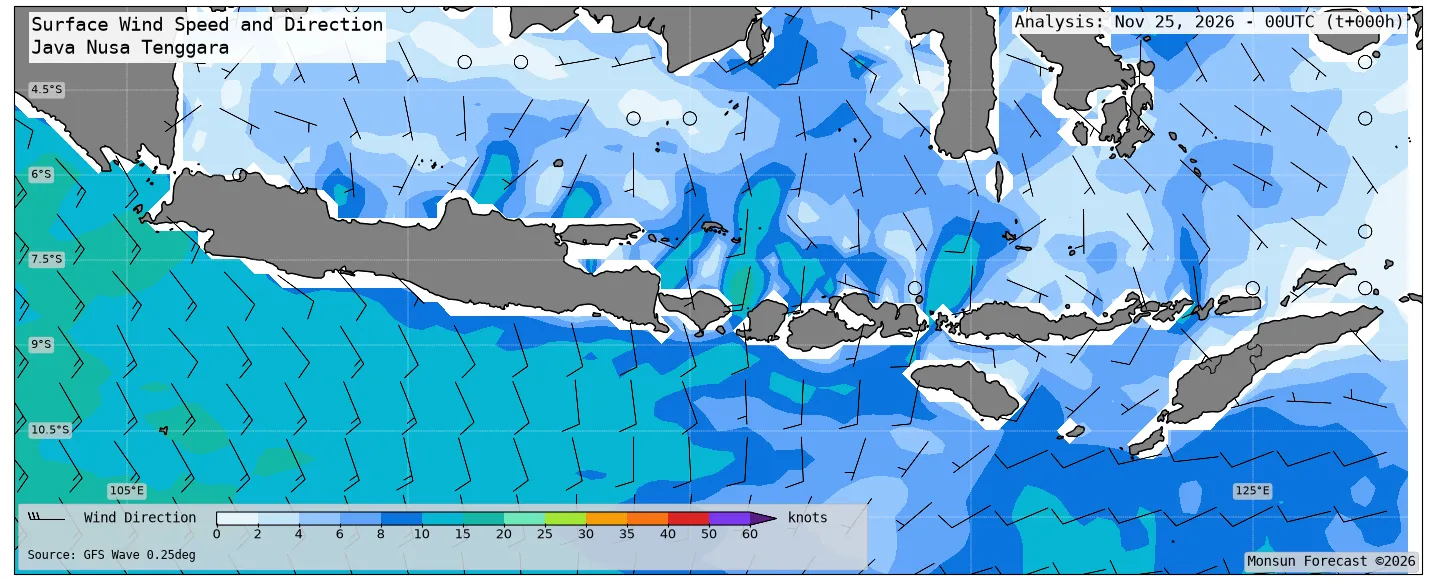 Surface Wind Speed and Direction
Java Nusa Tenggara
Analysis: Nov 25, 2026 - 00UTC (t+000h)
4.5°S
6°S
7.5°S
9°S
10.5°S
105°E
125°E
Wind Direction
0 2 4 6 8 10 15 20 25 30 35 40 50 60
knots
Source: GFS Wave 0.25deg
Monsun Forecast ©2026